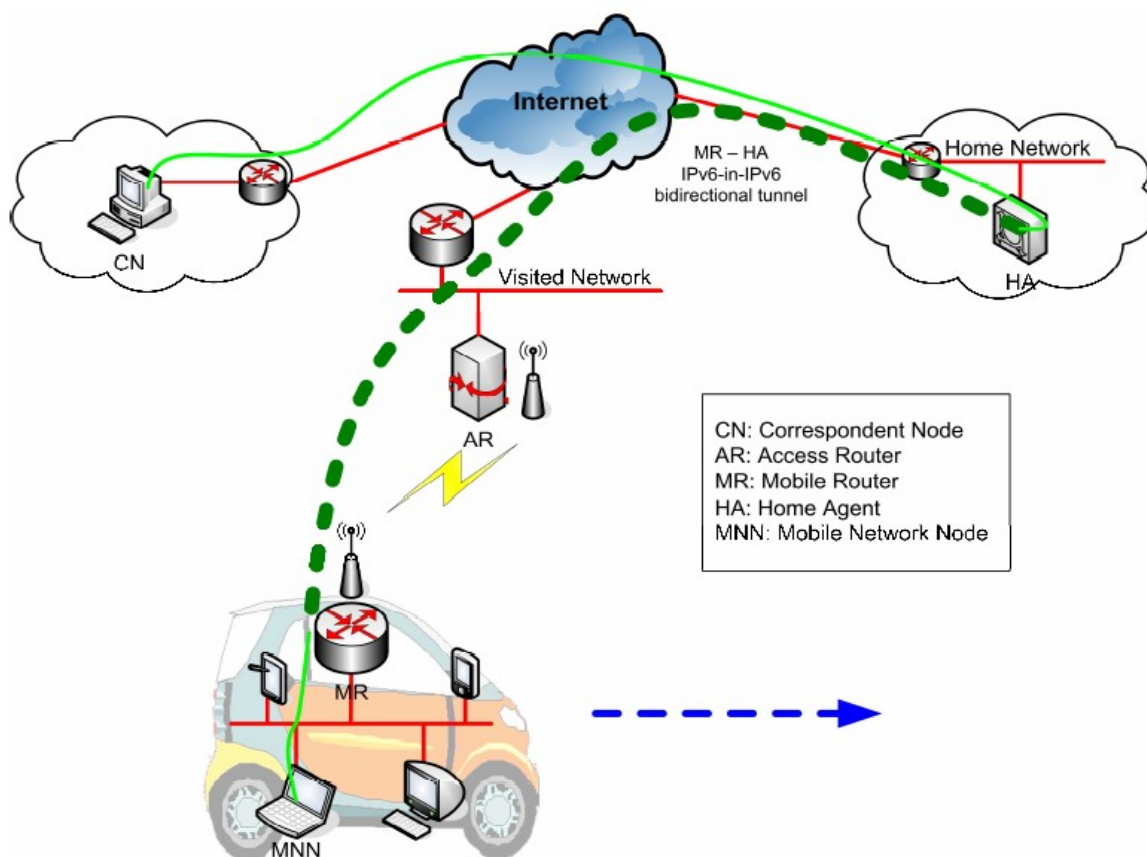 Internet
Home Network
MR – HA
IPv6-in-IPv6
bidirectional tunnel
CN
HA
Visited Network
AR
CN: Correspondent Node
AR: Access Router
MR: Mobile Router
HA: Home Agent
MNN: Mobile Network Node
MR
MNN